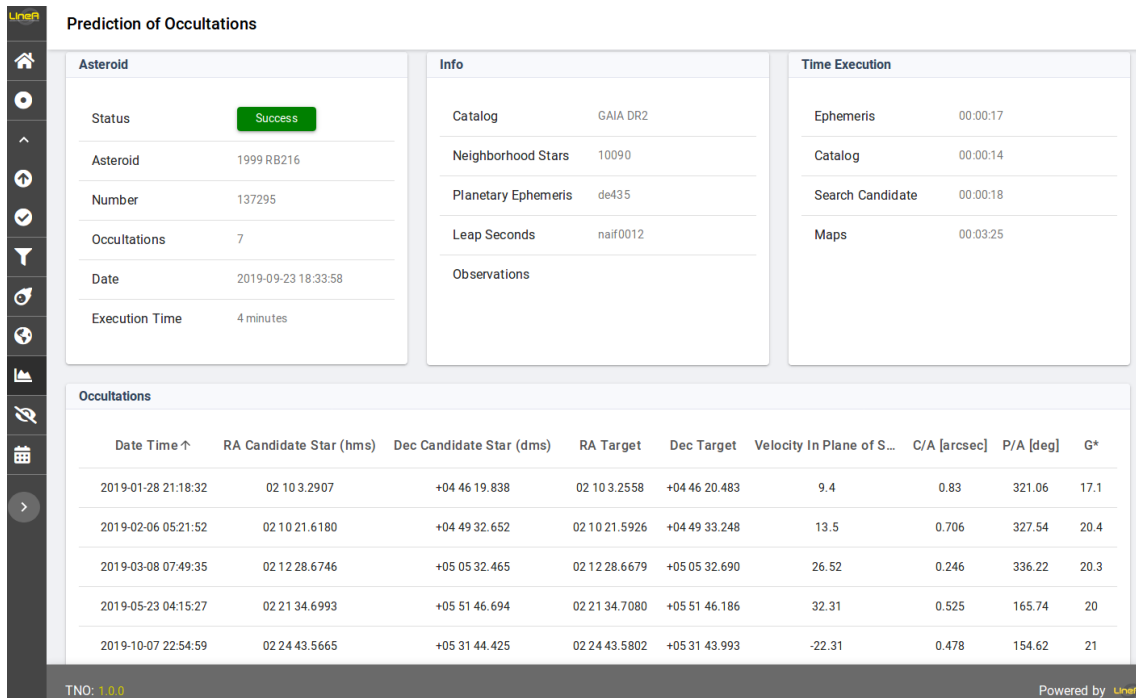 LIneA
Prediction of Occultations
Asteroid
Status Success
Asteroid 1999 RB216
Number 137295
Occultations 7
Date 2019-09-23 18:33:58
Execution Time 4 minutes
Info
Catalog GAIA DR2
Neighborhood Stars 10090
Planetary Ephemeris de435
Leap Seconds naif0012
Observations
Time Execution
Ephemeris 00:00:17
Catalog 00:00:14
Search Candidate 00:00:18
Maps 00:03:25
Occultations
Date Time↑ RA Candidate Star (hms) Dec Candidate Star (dms) RA Target Dec Target Velocity In Plane of S... C/A [arcsec] P/A [deg] G*
2019-01-28 21:18:32 02 10 3.2907 +04 46 19.838 02 10 3.2558 +04 46 20.483 9.4 0.83 321.06 17.1
2019-02-06 05:21:52 02 10 21.6180 +04 49 32.652 02 10 21.5926 +04 49 33.248 13.5 0.706 327.54 20.4
2019-03-08 07:49:35 02 12 28.6746 +05 05 32.465 02 12 28.6679 +05 05 32.690 26.52 0.246 336.22 20.3
2019-05-23 04:15:27 02 21 34.6993 +05 51 46.694 02 21 34.7080 +05 51 46.186 32.31 0.525 165.74 20
2019-10-07 22:54:59 02 24 43.5665 +05 31 44.425 02 24 43.5802 +05 31 43.993 -22.31 0.478 154.62 21
TNO: 1.0.0
Powered by LIneA